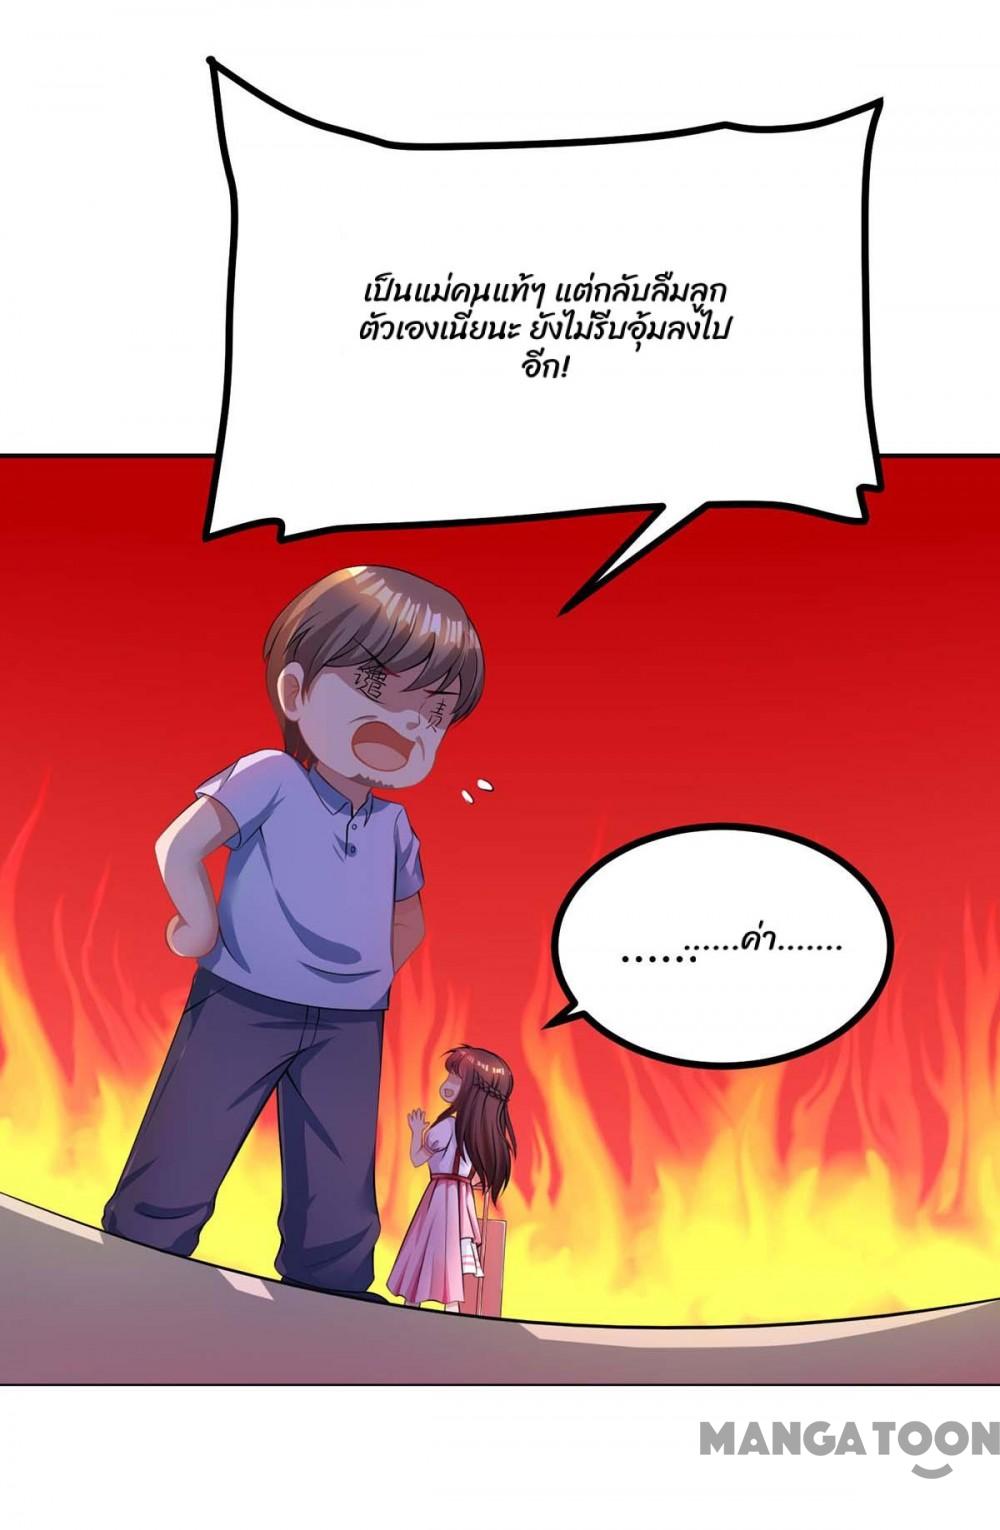 เป็นแม่คนแท้ๆ แต่กลับลืมลูก
ตัวเองเนี่ยนะ ยังไม่รีบอุ้มลงไป
อีก!
谴
责
......
......ค่า.......
MANGATOON